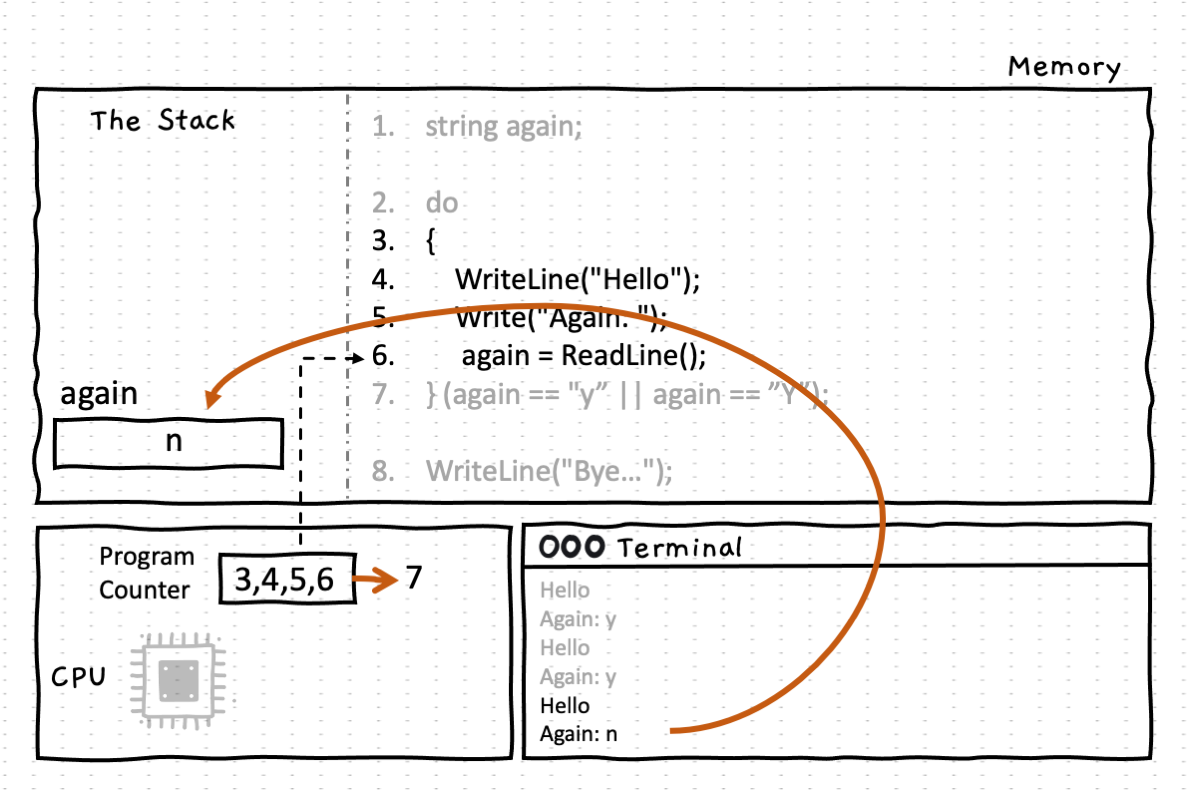 Memory
The Stack
1. string again;
2. do
3. {
4. WriteLine("Hello");
5. Write("Again: ");
6. again = ReadLine();
7. } (again == "y” || again == ”Y”);
8. WriteLine("Bye…");
again
n
Program
Counter
3,4,5,6
7
CPU
Terminal
Hello
Again: y
Hello
Again: y
Hello
Again: n